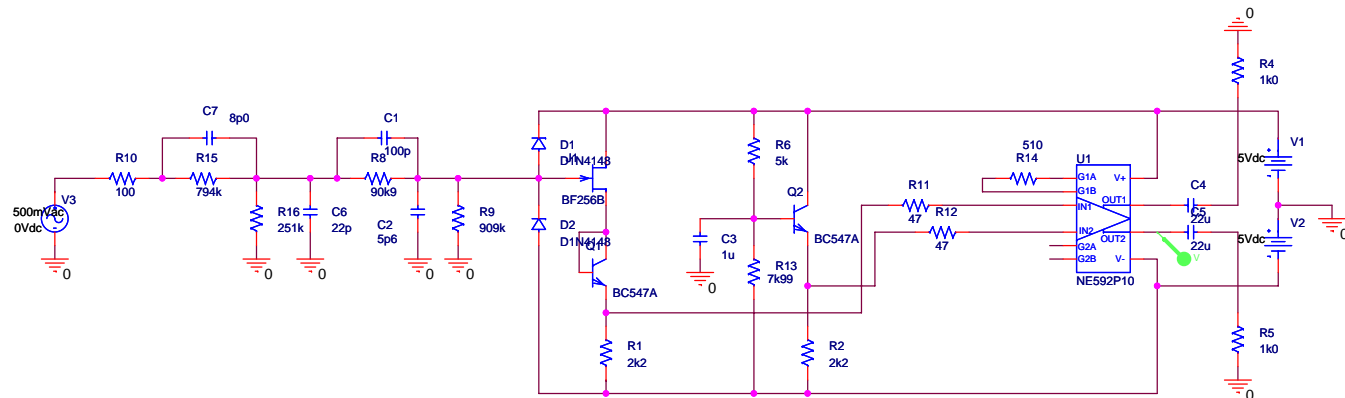 0
R4
1k0
C7
8p0
C1
100p
R10
100
R15
794k
R8
90k9
D1
D1N4148
J1
BF256B
R6
5k
510
R14
U1
G1A
G1B
IN1
IN2
G2A
G2B
V+
OUT1
OUT2
V-
NE592P10
V1
5Vdc
C4
22u
C5
22u
V2
5Vdc
0
V3
500mVac
0Vdc
R16
251k
C6
22p
C2
5p6
R9
909k
D2
D1N4148
Q1
BC547A
Q2
BC547A
R11
47
R12
47
C3
1u
R13
7k99
V
0
0
0
0
0
0
R1
2k2
R2
2k2
R5
1k0
0